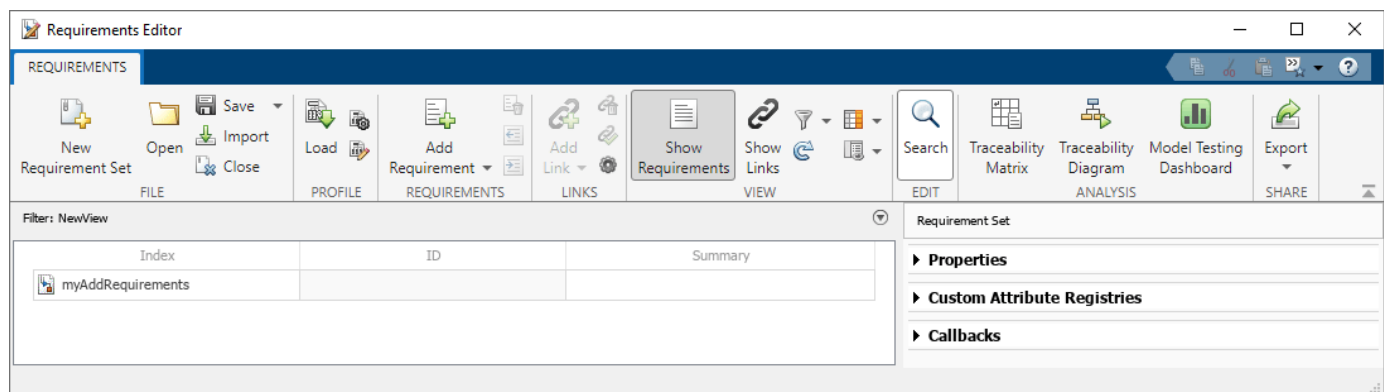 Requirements Editor
REQUIREMENTS
New
Requirement Set
Open
Save
Import
Close
FILE
Load
PROFILE
Add
Requirement
REQUIREMENTS
Add
Link
LINKS
Show
Requirements
Show
Links
VIEW
Search
EDIT
Traceability
Matrix
Traceability
Diagram
Model Testing
Dashboard
ANALYSIS
Export
SHARE
Filter: NewView
Index ID Summary
myAddRequirements
Requirement Set
Properties
Custom Attribute Registries
Callbacks